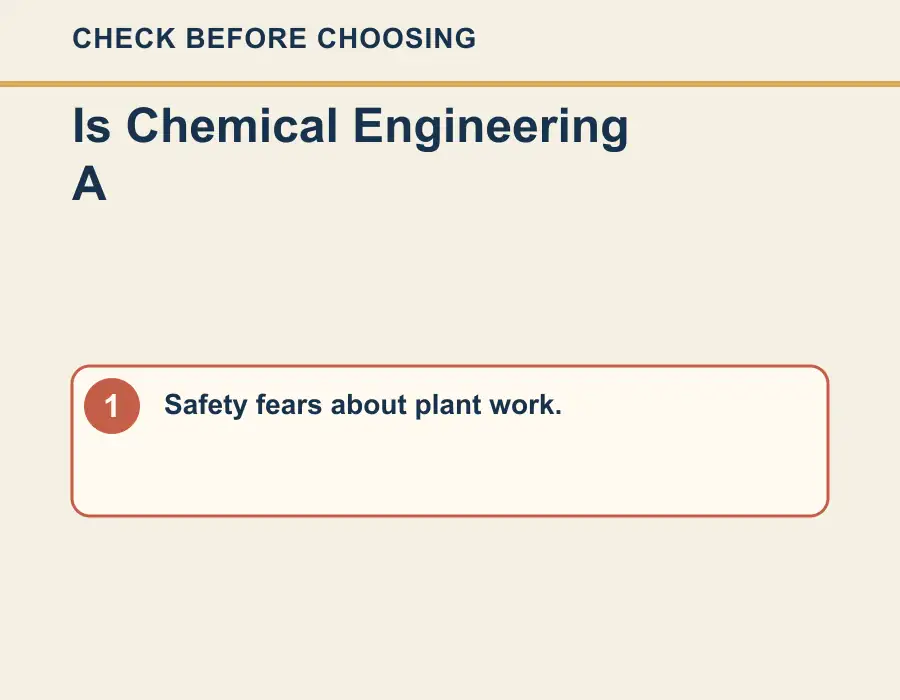 CHECK BEFORE CHOOSING
Is Chemical Engineering
A
1 Safety fears about plant work.